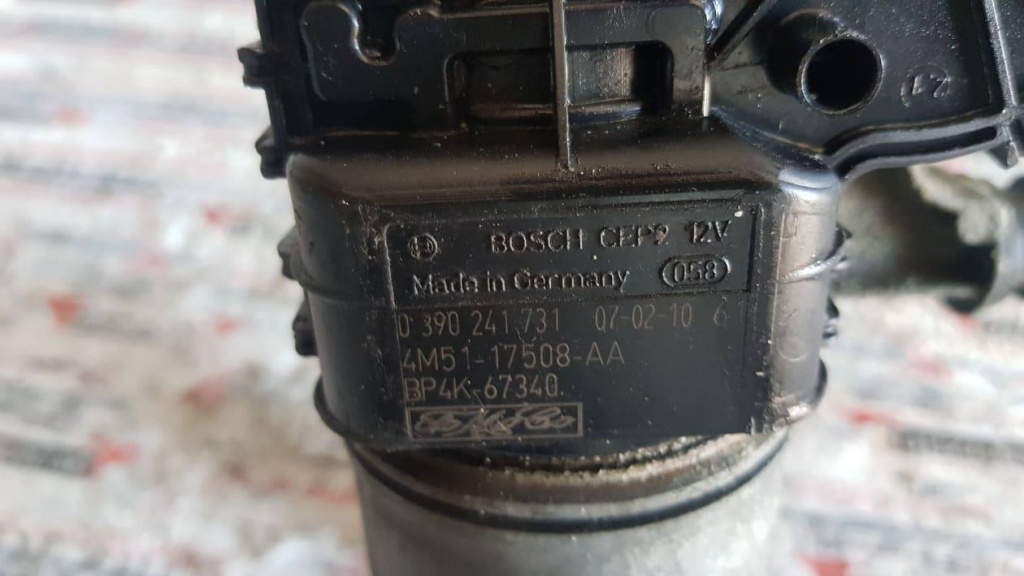 BOSCH CEP2 12V
Made in Germany 058
0 390 241 731 07-02-10 6
4M51-17508-AA
BP4K-67340